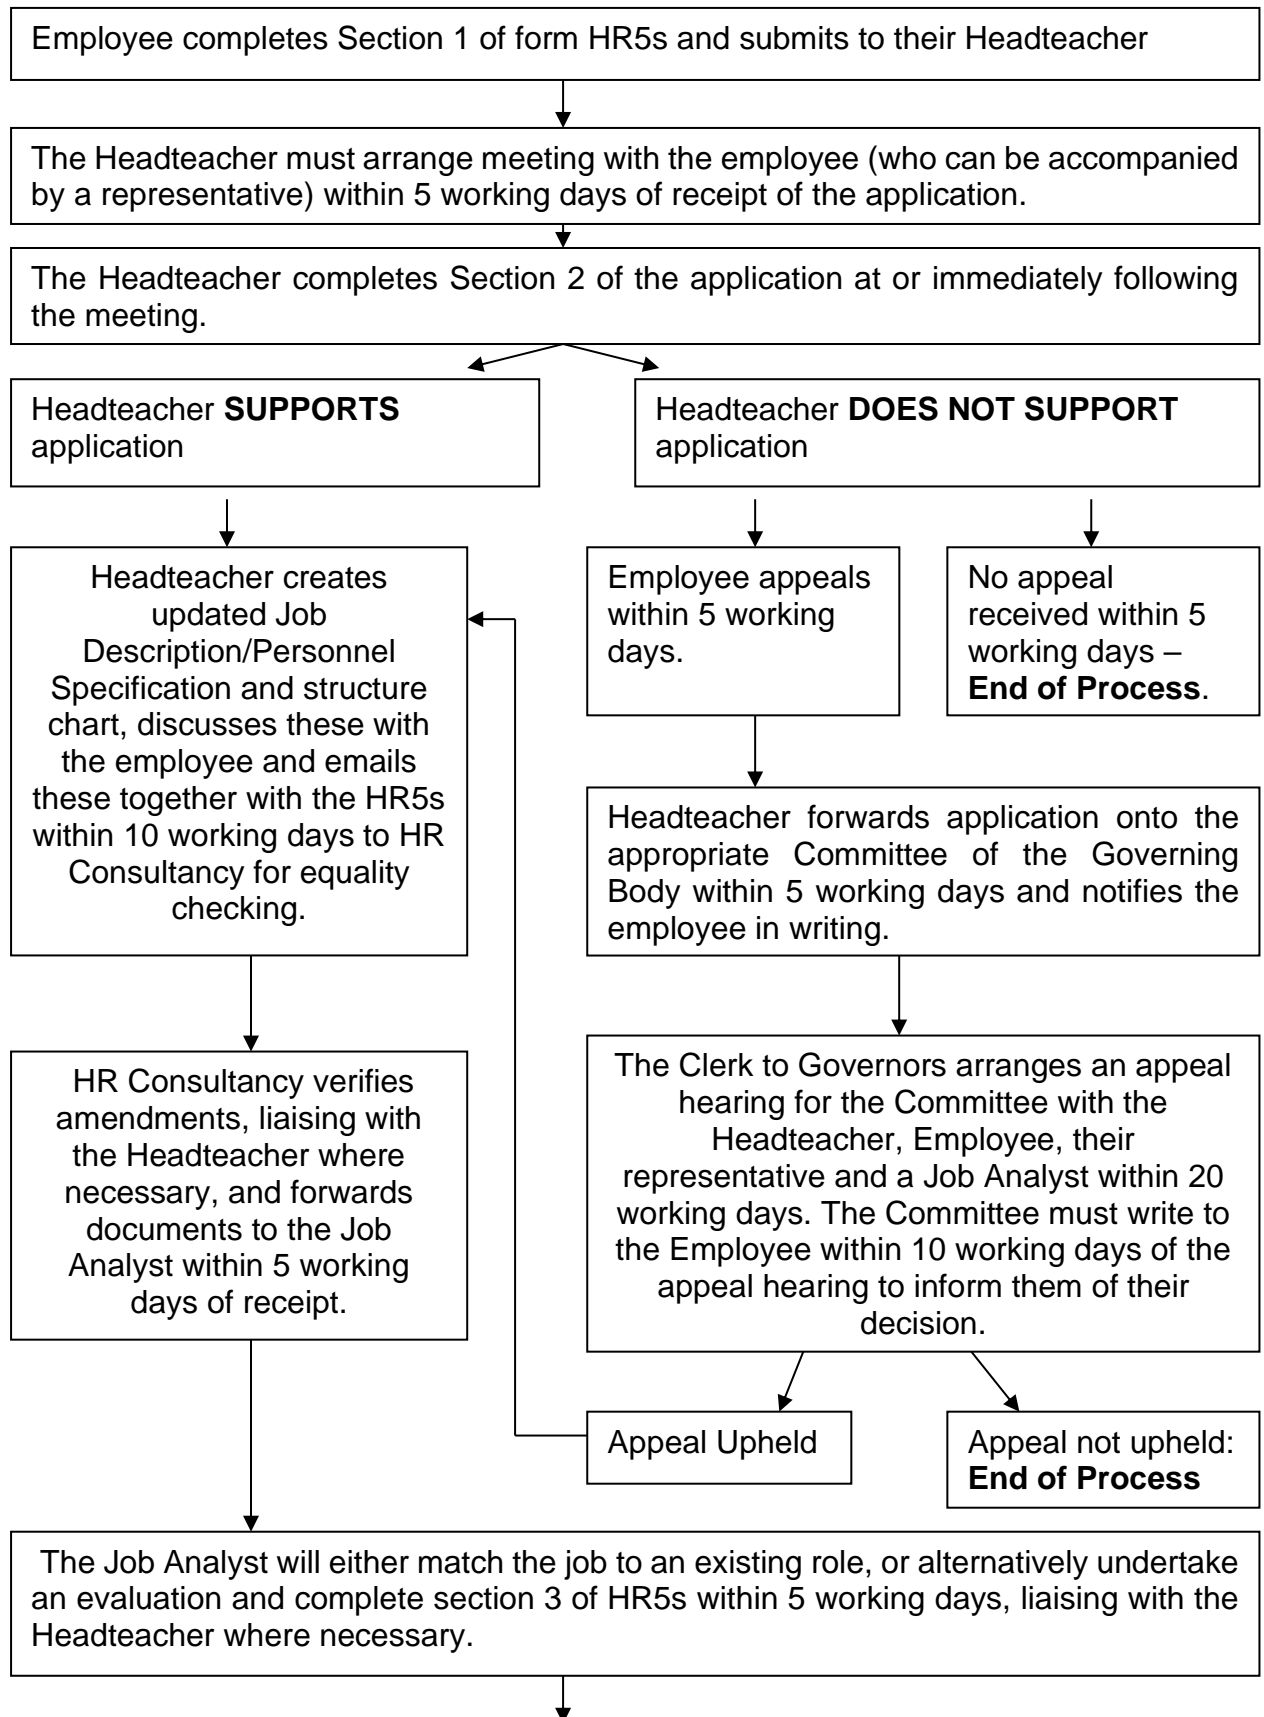 Employee completes Section 1 of form HR5s and submits to their Headteacher
The Headteacher must arrange meeting with the employee (who can be accompanied
by a representative) within 5 working days of receipt of the application.
The Headteacher completes Section 2 of the application at or immediately following
the meeting.
Headteacher SUPPORTS
application
Headteacher DOES NOT SUPPORT
application
Headteacher creates
updated Job
Description/Personnel
Specification and structure
chart, discusses these with
the employee and emails
these together with the HR5s
within 10 working days to HR
Consultancy for equality
checking.
Employee appeals
within 5 working
days.
No appeal
received within 5
working days –
End of Process.
Headteacher forwards application onto the
appropriate Committee of the Governing
Body within 5 working days and notifies the
employee in writing.
HR Consultancy verifies
amendments, liaising with
the Headteacher where
necessary, and forwards
documents to the Job
Analyst within 5 working
days of receipt.
The Clerk to Governors arranges an appeal
hearing for the Committee with the
Headteacher, Employee, their
representative and a Job Analyst within 20
working days. The Committee must write to
the Employee within 10 working days of the
appeal hearing to inform them of their
decision.
Appeal Upheld
Appeal not upheld:
End of Process
The Job Analyst will either match the job to an existing role, or alternatively undertake
an evaluation and complete section 3 of HR5s within 5 working days, liaising with the
Headteacher where necessary.